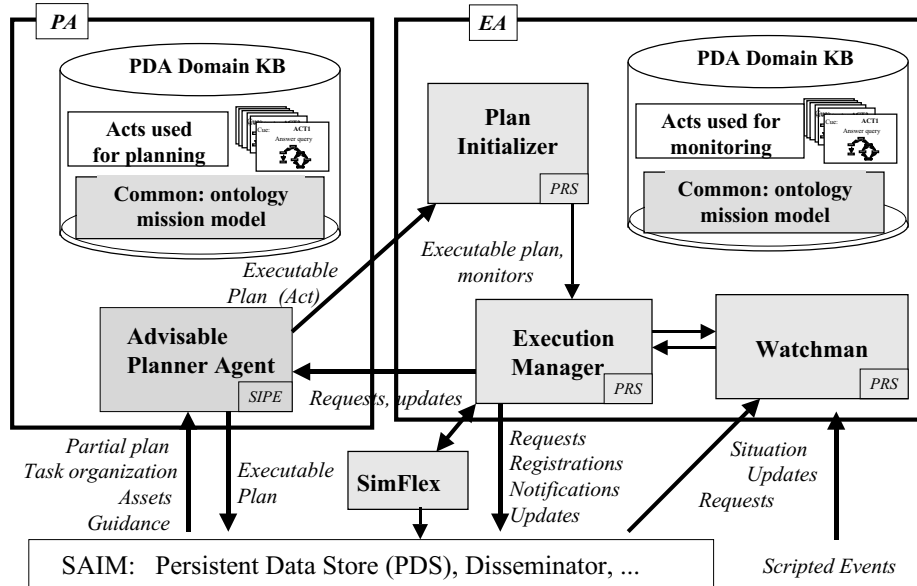 PA
EA
PDA Domain KB
Acts used
for planning
Cue:
ACT1
Answer query
Common: ontology
mission model
Plan
Initializer
PRS
PDA Domain KB
Acts used for
monitoring
Cue:
ACT1
Answer query
Common: ontology
mission model
Executable
Plan (Act)
Executable plan,
monitors
Advisable
Planner Agent
SIPE
Execution
Manager
PRS
Watchman
PRS
Requests, updates
Partial plan
Task organization
Assets
Guidance
Executable
Plan
SimFlex
Requests
Registrations
Notifications
Updates
Situation
Updates
Requests
SAIM: Persistent Data Store (PDS), Disseminator, ...
Scripted Events